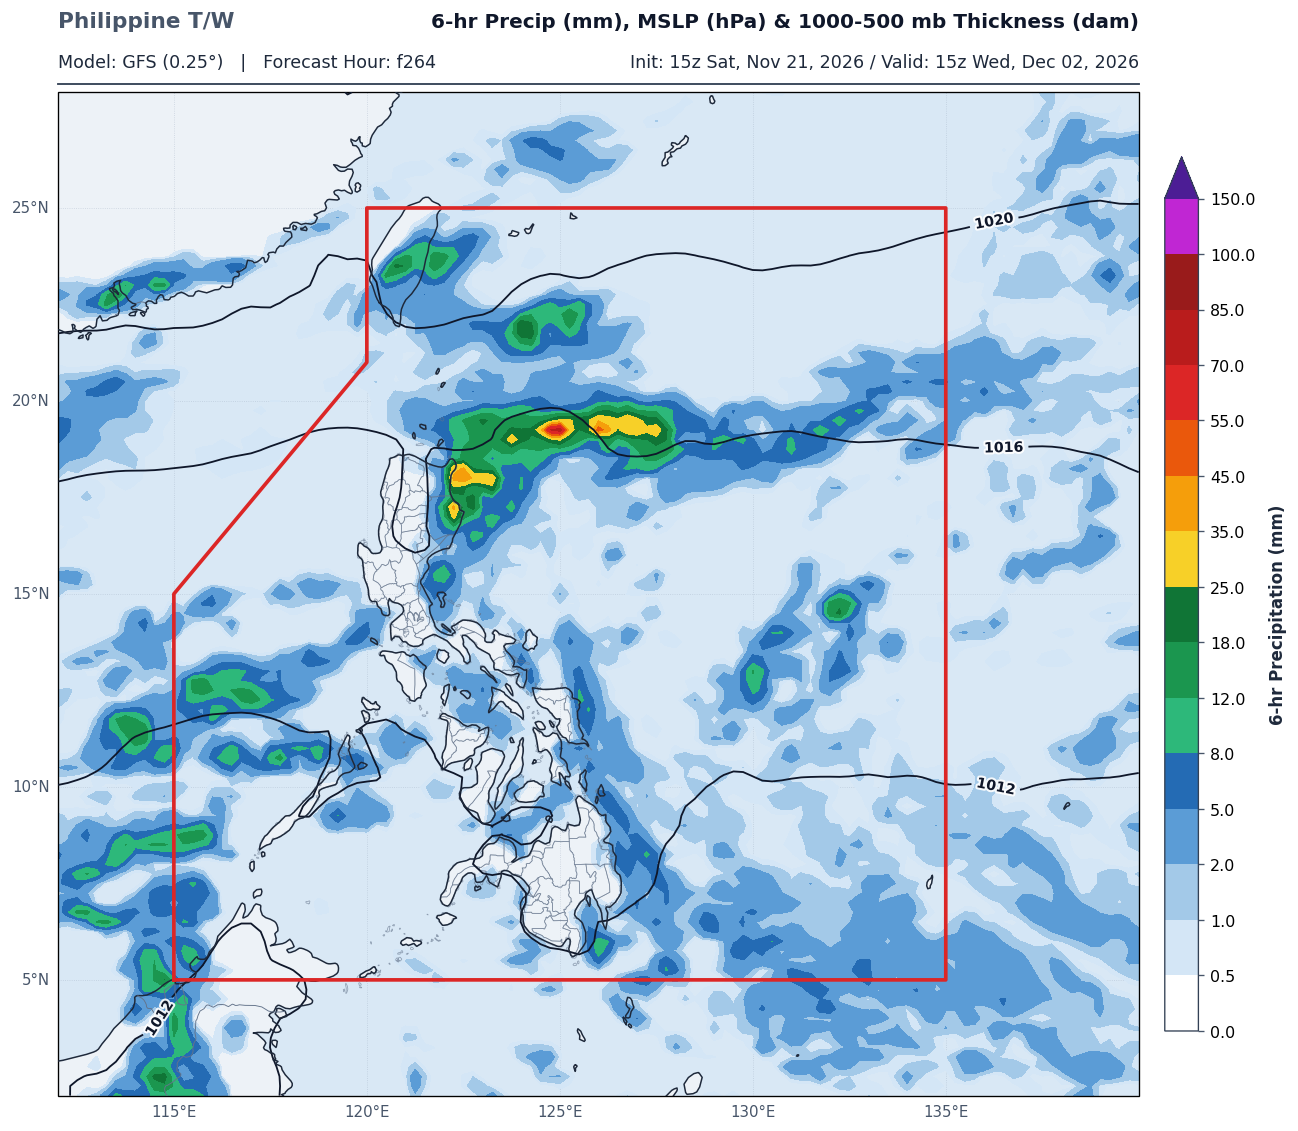 Philippine T/W
6-hr Precip (mm), MSLP (hPa) & 1000-500 mb Thickness (dam)
Model: GFS (0.25°) | Forecast Hour: f264
Init: 15z Sat, Nov 21, 2026 / Valid: 15z Wed, Dec 02, 2026
25°N
20°N
15°N
10°N
5°N
1020
1016
1012
1012
115°E
120°E
125°E
130°E
135°E
150.0
100.0
85.0
70.0
55.0
45.0
35.0
25.0
18.0
12.0
8.0
5.0
2.0
1.0
0.5
0.0
6-hr Precipitation (mm)